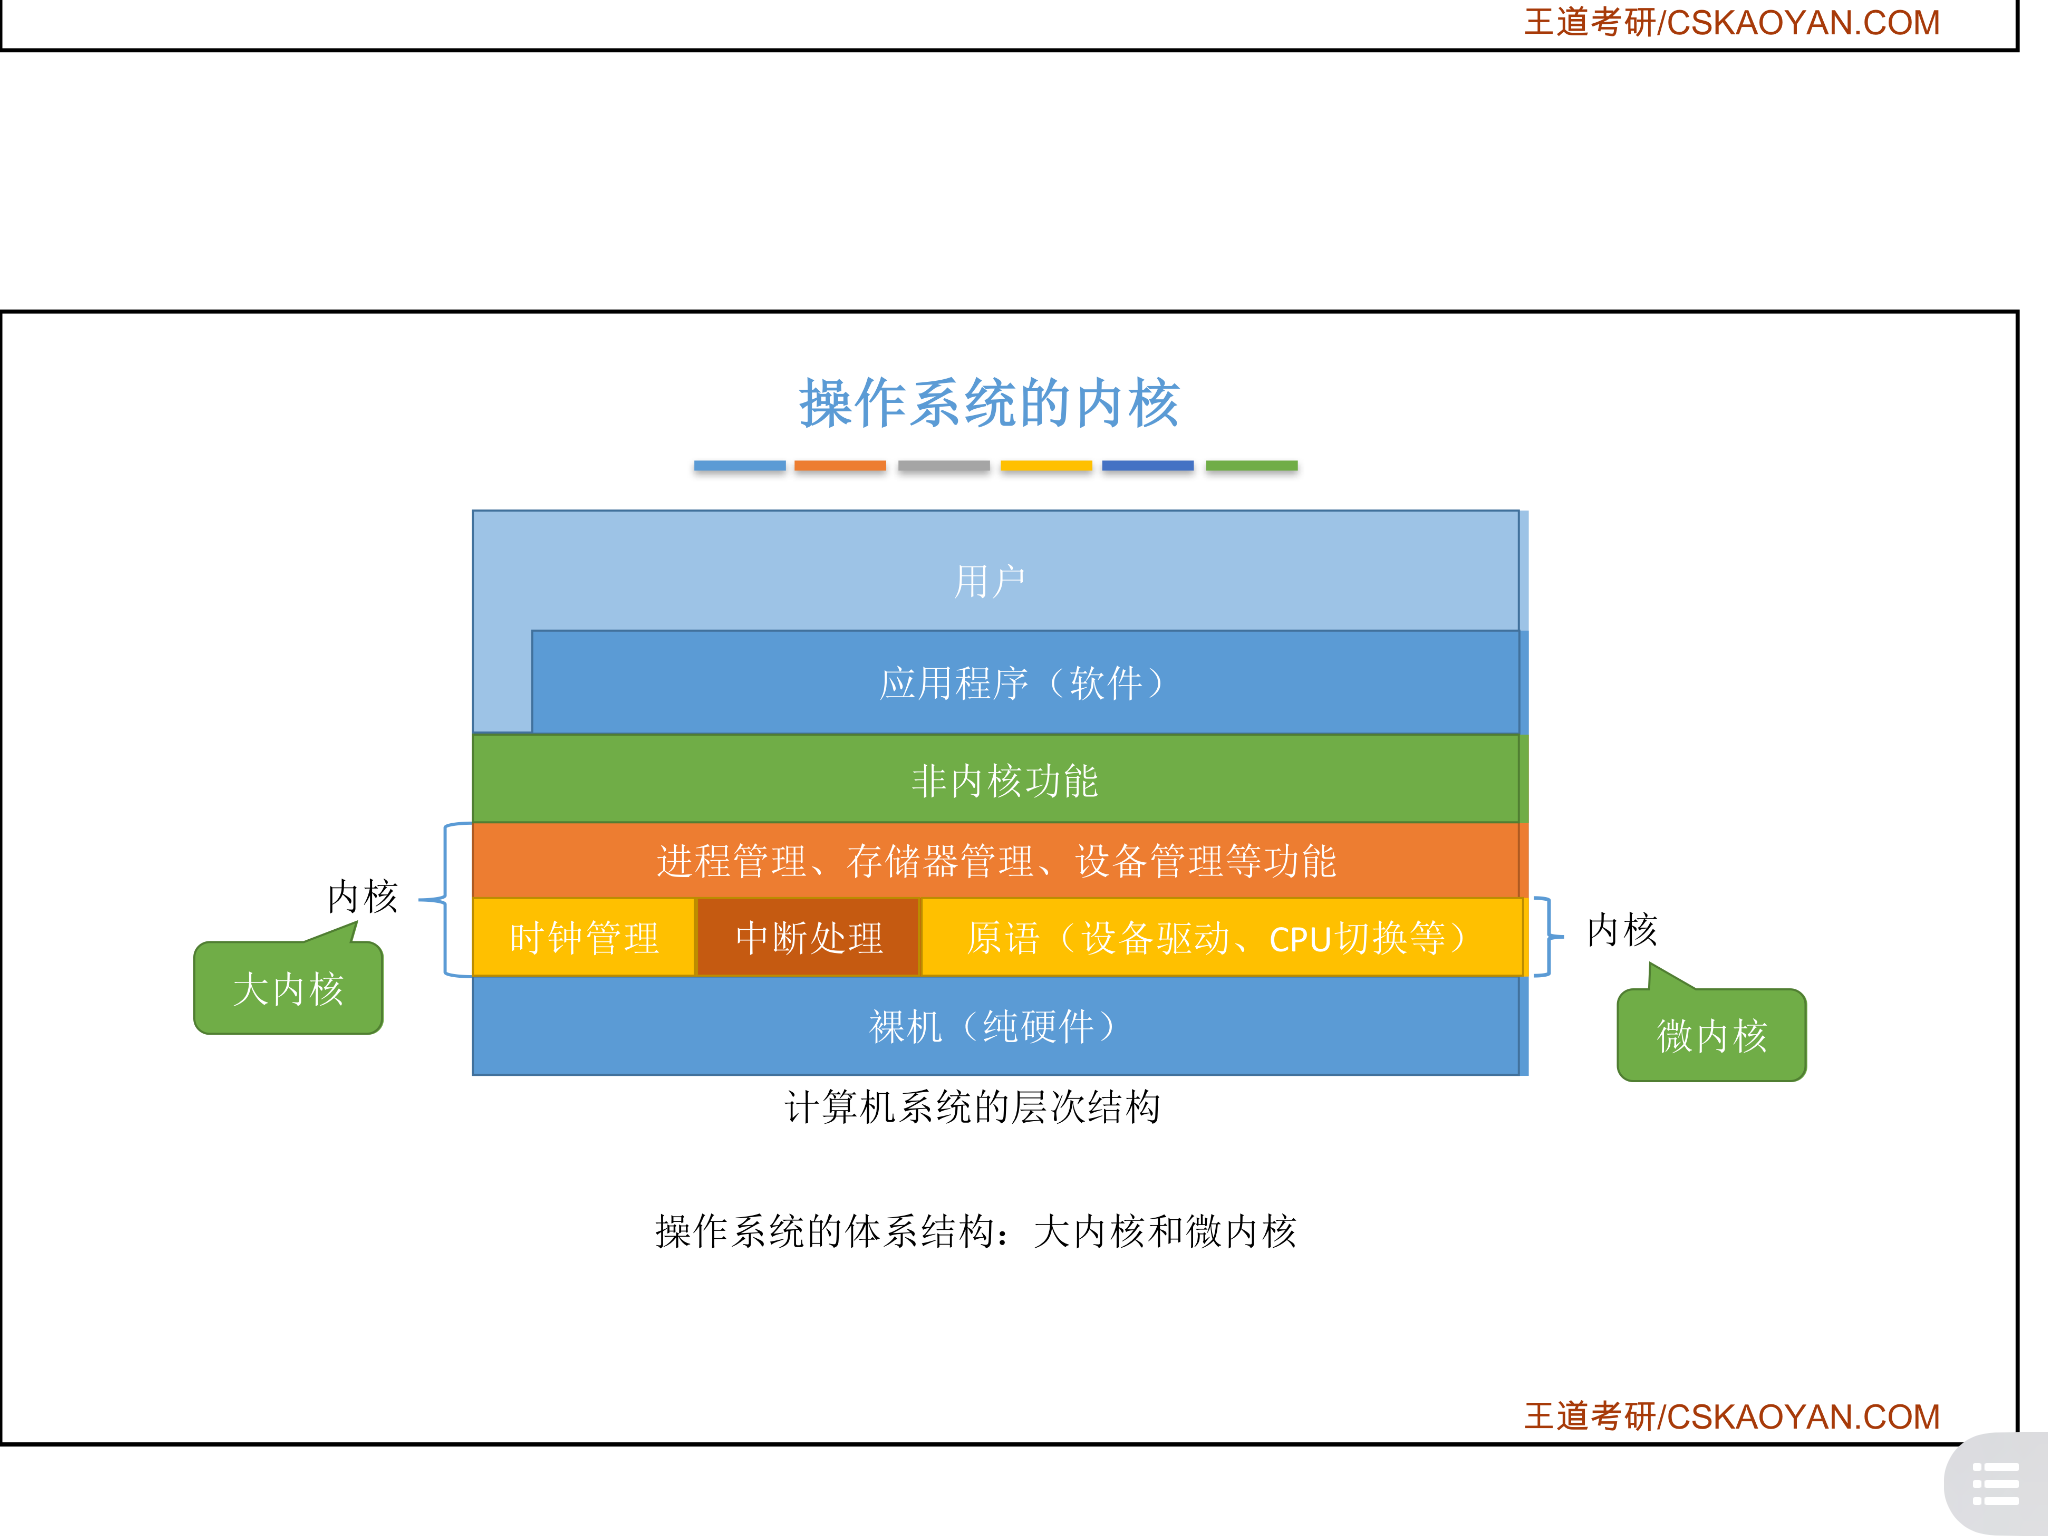 王道考研/CSKAOYAN.COM
操作系统的内核
用户
应用程序（软件）
非内核功能
进程管理、存储器管理、设备管理等功能
内核
时钟管理
中断处理
原语（设备驱动、CPU切换等）
内核
大内核
裸机（纯硬件）
微内核
计算机系统的层次结构
操作系统的体系结构：大内核和微内核
王道考研/CSKAOYAN.COM